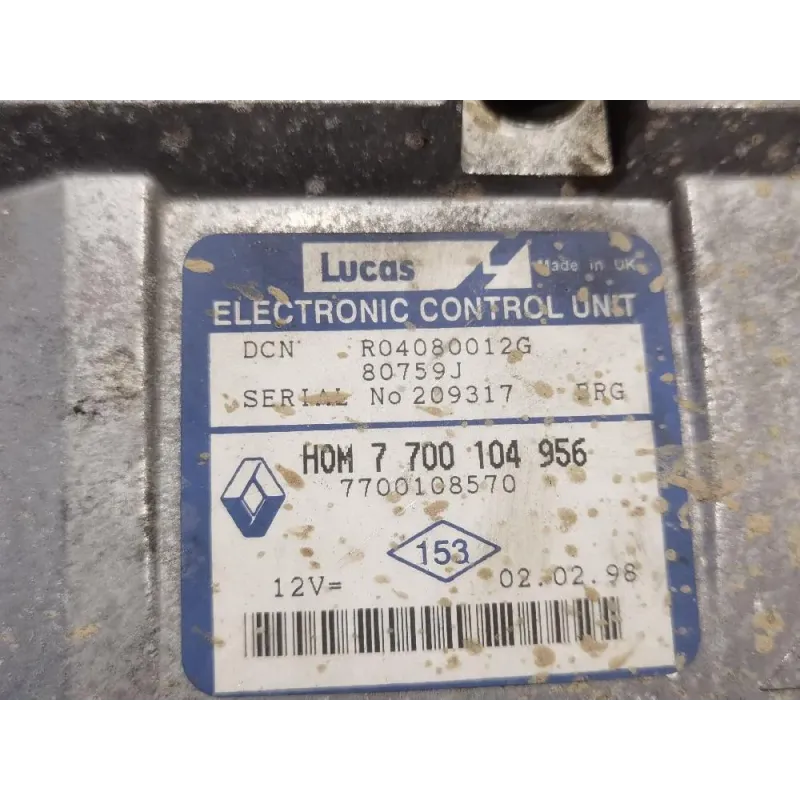 Lucas
Made in UK
ELECTRONIC CONTROL UNIT
DCN R04080012G
80759J
SERIAL No 209317
HOM 7 700 104 956
7700108570
153
12V= 02.02.98